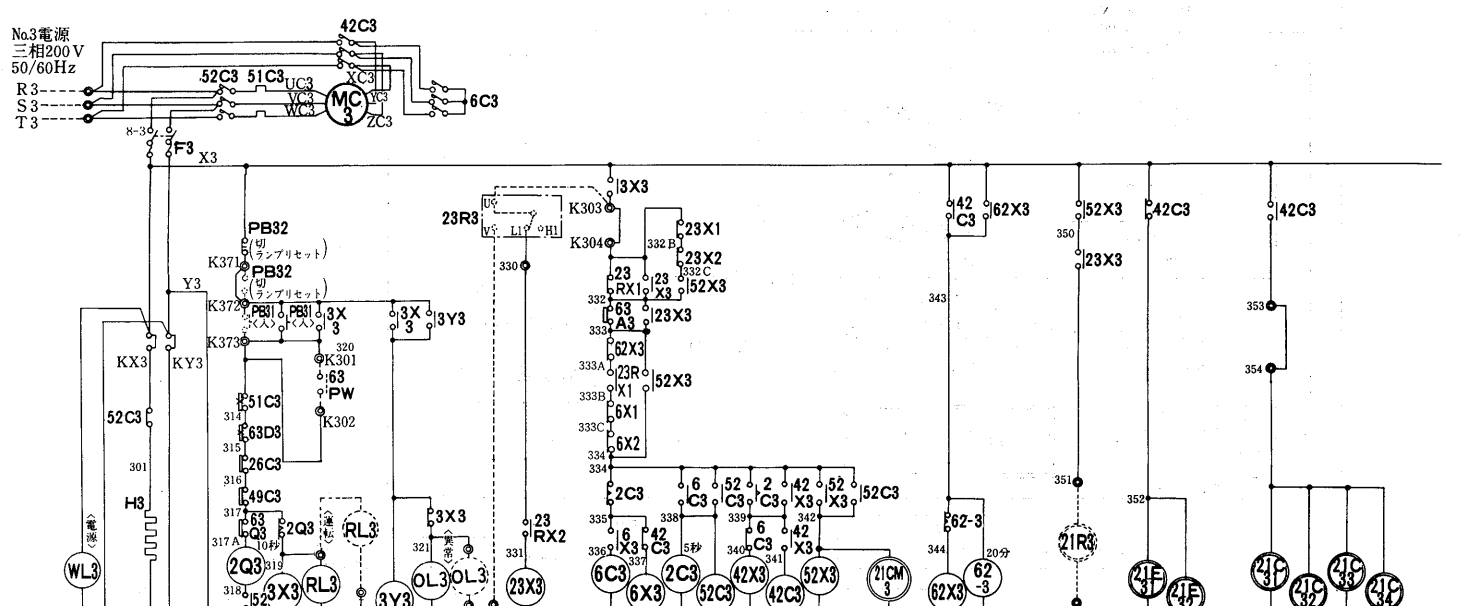 No.3電源
三相200V
50/60Hz
R3
S3
T3
52C3
51C3
42C3
UC3
VC3
WC3
XC3
YC3
ZC3
MC
3
6C3
8-3
F3
X3
Y3
KX3
KY3
52C3
301
H3
〈電源〉
WL3
PB32
(切
ランプリセット)
K371
PB32
(切
ランプリセット)
K372
PB31
〈入〉
PB31
〈入〉
3X
3
K373
320
K301
63
PW
K302
51C3
314
63D3
315
26C3
316
49C3
317
63
Q3
317A
10秒
2Q3
2Q3
319
318
52
3X3
〈運転〉
RL3
RL3
3X
3
3Y3
3X3
321
〈異常〉
3Y3
OL3
OL3
23R3
U
V
L1
H1
330
23
RX2
331
23X3
3X3
K303
K304
23X1
332B
23X2
332C
52X3
23
RX1
23
X3
332
63
A3
23X3
333
62X3
333A
23R
X1
52X3
333B
6X1
333C
6X2
334
334
2C3
335
6
X3
42
C3
336
337
6C3
6X3
6
C3
52
C3
338
5秒
2C3
52C3
2
C3
42
X3
339
6
C3
42
X3
340
341
42X3
42C3
52
X3
52C3
342
52X3
21CM
3
42
C3
62X3
343
62-3
344
20分
62X3
62
-3
52X3
350
23X3
351
21R3
42C3
352
21E
31
21E
32
42C3
353
354
21C
31
21C
32
21C
33
21C
34